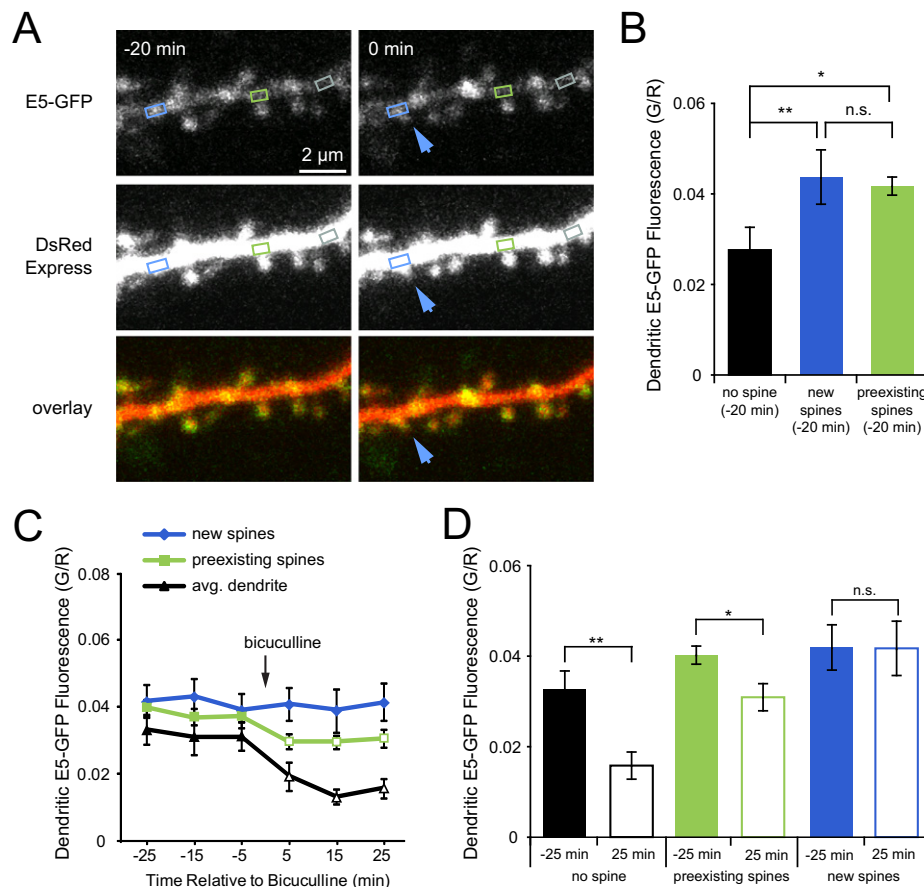 A
-20 min
0 min
E5-GFP
2 µm
DsRed
Express
overlay
B
Dendritic E5-GFP Fluorescence (G/R)
0.06
0.04
0.02
0
*
**
n.s.
no spine
(-20 min)
new
spines
(-20 min)
preexisting
spines
(-20 min)
C
new spines
preexisting spines
avg. dendrite
Dendritic E5-GFP Fluorescence (G/R)
0.08
0.06
0.04
0.02
0
bicuculline
-25 -15 -5 5 15 25
Time Relative to Bicuculline (min)
D
Dendritic E5-GFP Fluorescence (G/R)
0.06
0.04
0.02
0
**
*
n.s.
-25 min 25 min -25 min 25 min -25 min 25 min
no spine preexisting spines new spines